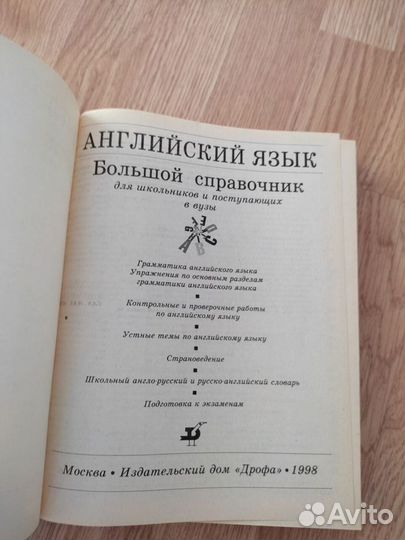 АНГЛИЙСКИЙ ЯЗЫК
Большой справочник
для школьников и поступающих
в вузы
Грамматика английского языка
Упражнения по основным разделам
грамматики английского языка
Контрольные и проверочные работы
по английскому языку
Устные темы по английскому языку
Страноведение
Школьный англо-русский и русско-английский словарь
Подготовка к экзаменам
Москва • Издательский дом «Дрофа» • 1998
Avito